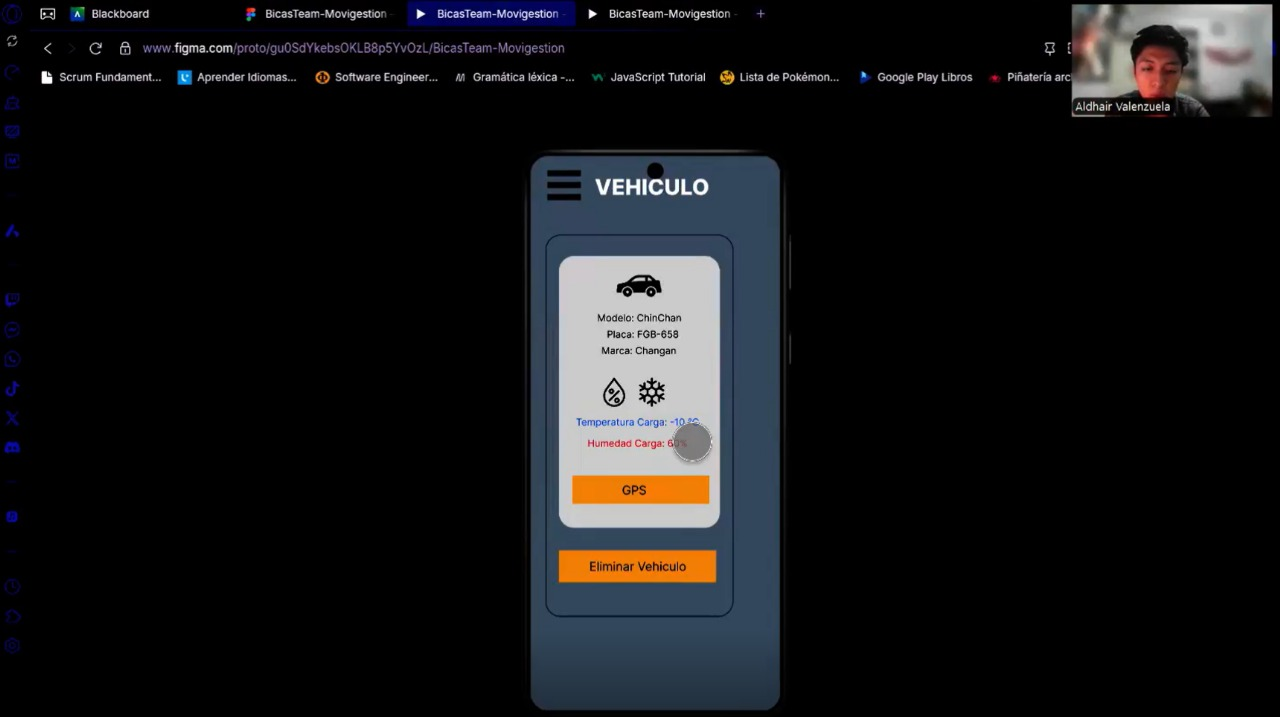 Blackboard
BicasTeam-Movigestion
BicasTeam-Movigestion
BicasTeam-Movigestion
www.figma.com/proto/gu0SdYkebsOKLB8p5YvOzL/BicasTeam-Movigestion
Scrum Fundament...
Aprender Idiomas...
Software Engineer...
Gramática léxica -...
JavaScript Tutorial
Lista de Pokémon...
Google Play Libros
Piñatería arc
Aldhair Valenzuela
VEHICULO
Modelo: ChinChan
Placa: FGB-658
Marca: Changan
Temperatura Carga: -10 °C
Humedad Carga: 60%
GPS
Eliminar Vehiculo